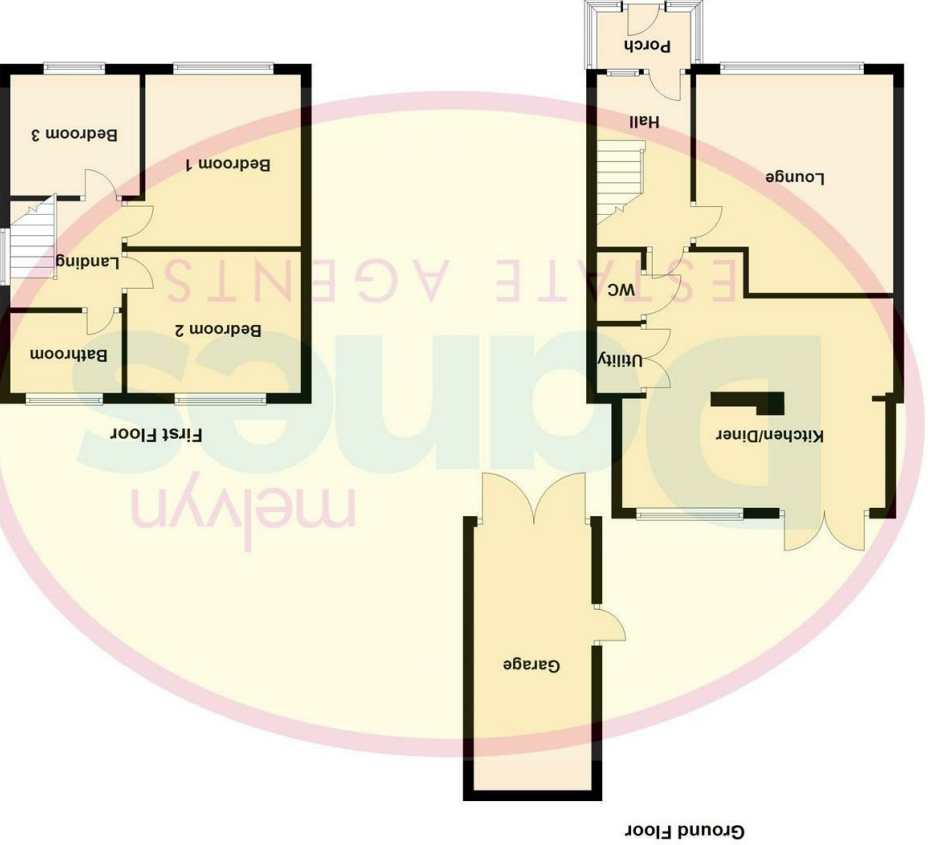 Ground Floor
Garage
Kitchen/Diner
Utility
WC
Lounge
Hall
Porch
First Floor
Bathroom
Bedroom 2
Landing
Bedroom 1
Bedroom 3
melvyn
Danes
ESTATE AGENTS